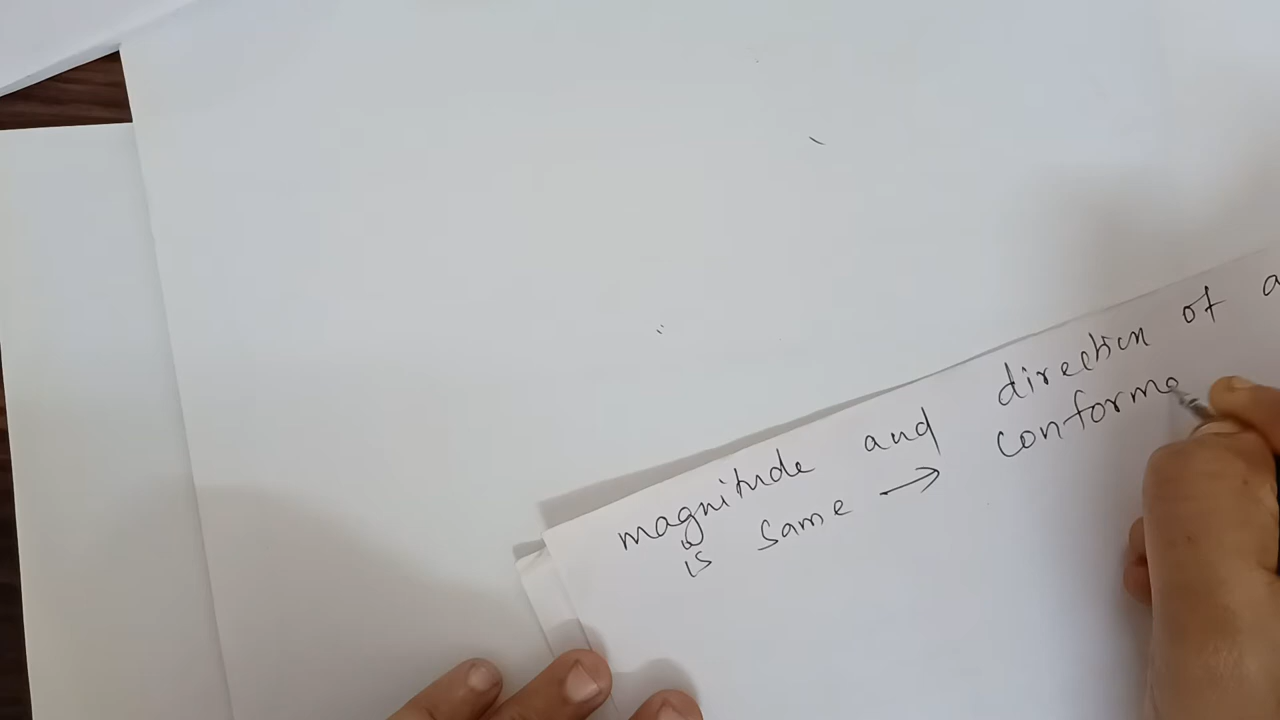 magnitude and direction of a
is same → conforma